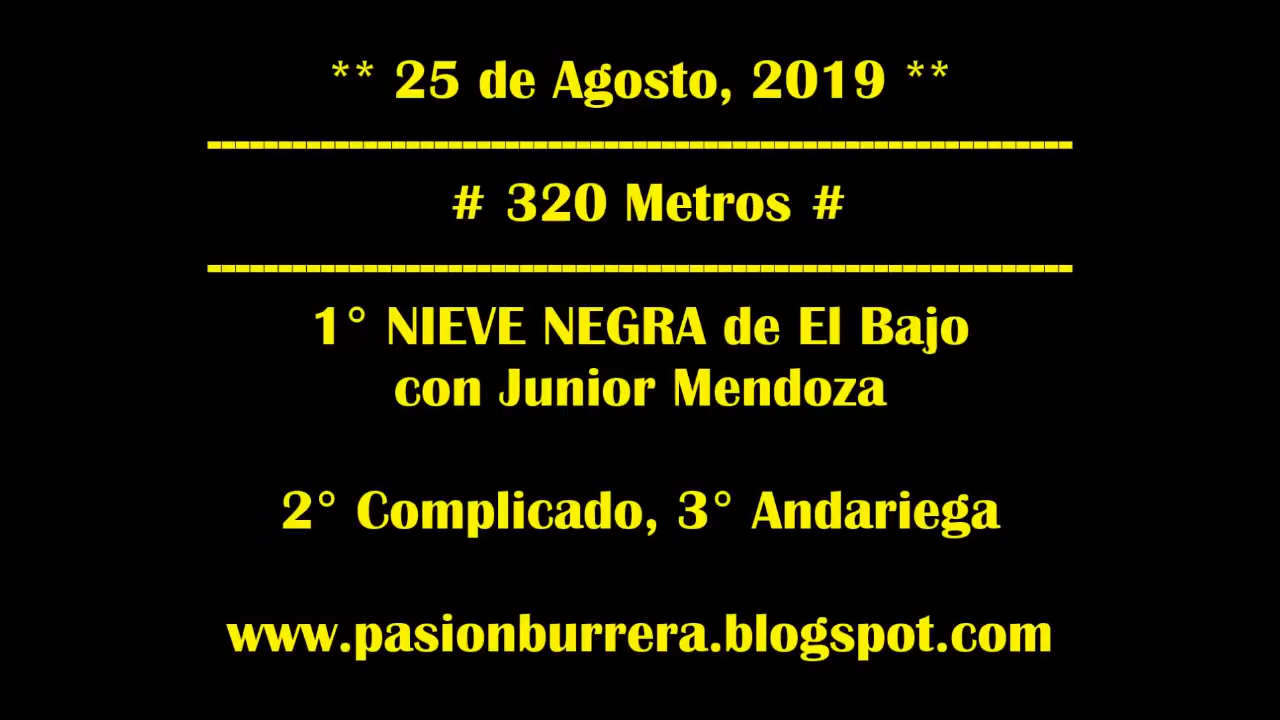 ** 25 de Agosto, 2019 **
-------------------------------------------------------------
# 320 Metros #
-------------------------------------------------------------
1° NIEVE NEGRA de El Bajo
con Junior Mendoza
2° Complicado, 3° Andariega
www.pasionburrera.blogspot.com